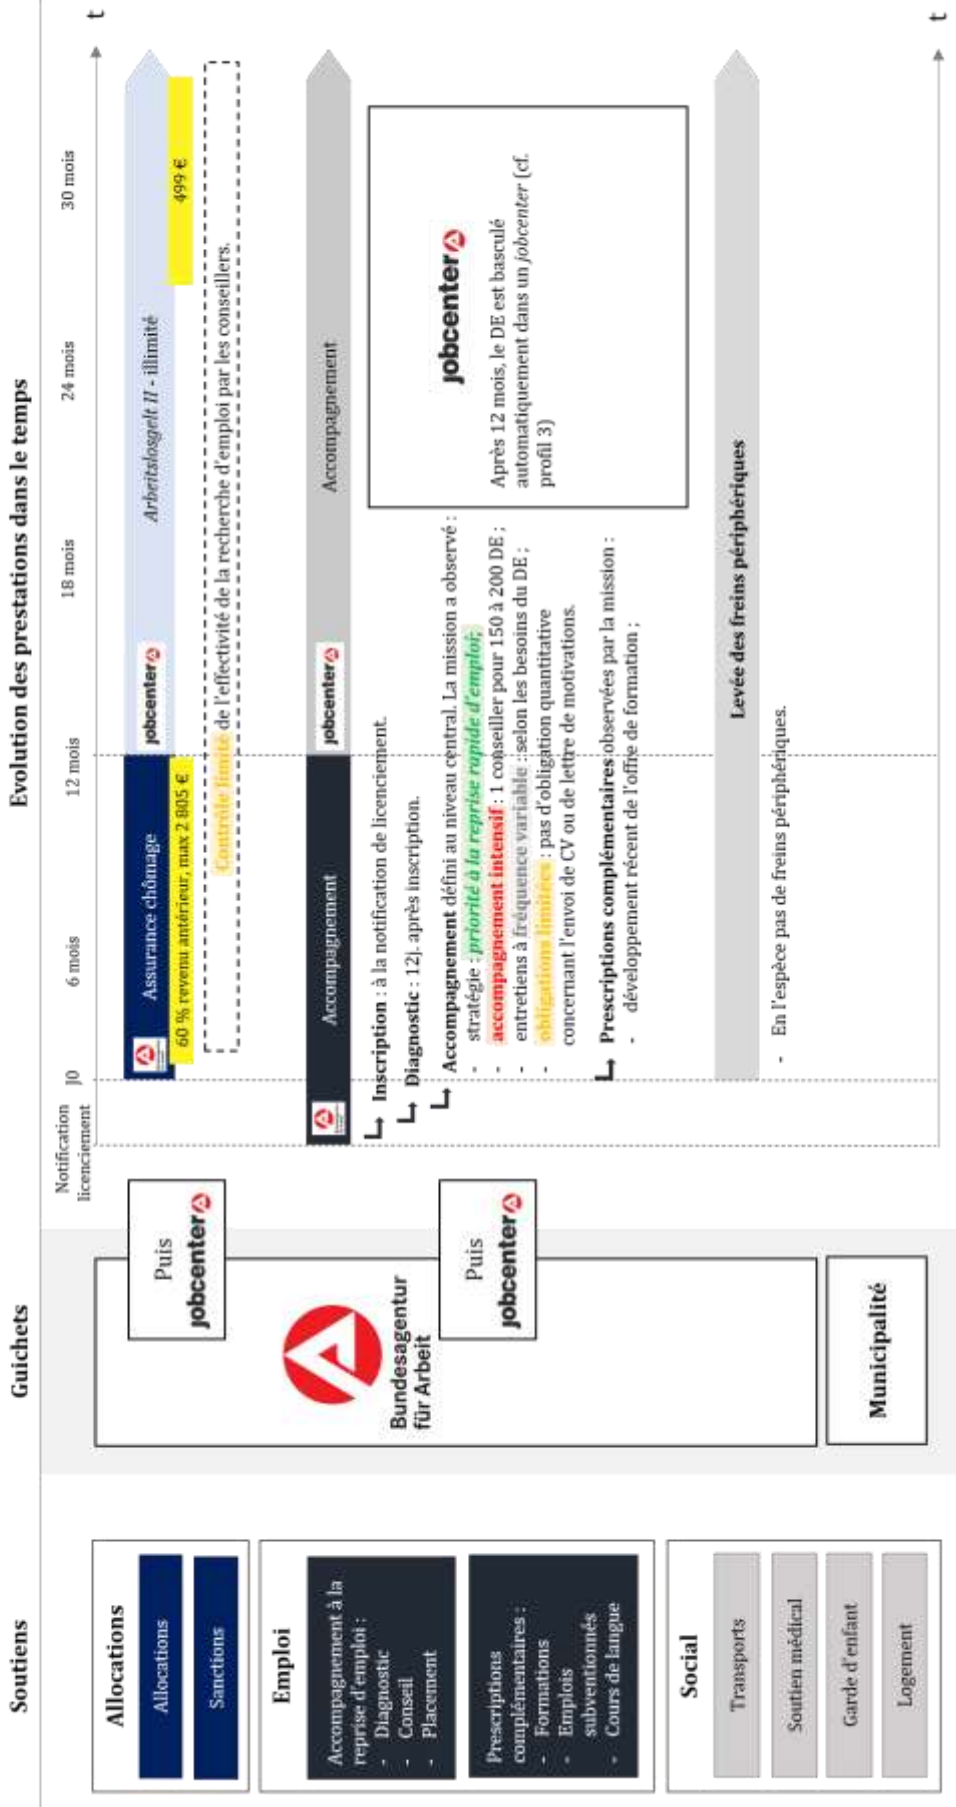 Soutiens
Guichets
Evolution des prestations dans le temps
Allocations
Allocations
Sanctions
Emploi
Accompagnement à la
reprise d'emploi :
- Diagnostic
- Conseil
- Placement
Prescriptions
complémentaires :
- Formations
- Emplois
subventionnés
- Cours de langue
Social
Transports
Soutien médical
Garde d'enfant
Logement
Puis
jobcenter
Bundesagentur
für Arbeit
Puis
jobcenter
Municipalité
Notification
licenciement
J0
6 mois
12 mois
18 mois
24 mois
30 mois
t
Assurance chômage
jobcenter
Arbeitslosgelt II - illimité
60 % revenu antérieur, max 2 805 €
499 €
Contrôle limité de l'effectivité de la recherche d'emploi par les conseillers.
Accompagnement
jobcenter
Accompagnement
Inscription : à la notification de licenciement.
Diagnostic : 12j. après inscription.
Accompagnement défini au niveau central. La mission a observé :
- stratégie : priorité à la reprise rapide d'emploi;
- accompagnement intensif : 1 conseiller pour 150 à 200 DE ;
- entretiens à fréquence variable : selon les besoins du DE ;
- obligations limitées : pas d'obligation quantitative
concernant l'envoi de CV ou de lettre de motivations.
Prescriptions complémentaires observées par la mission :
- développement récent de l'offre de formation ;
jobcenter
Après 12 mois, le DE est basculé
automatiquement dans un jobcenter (cf.
profil 3)
Levée des freins périphériques
- En l'espèce pas de freins périphériques.
t